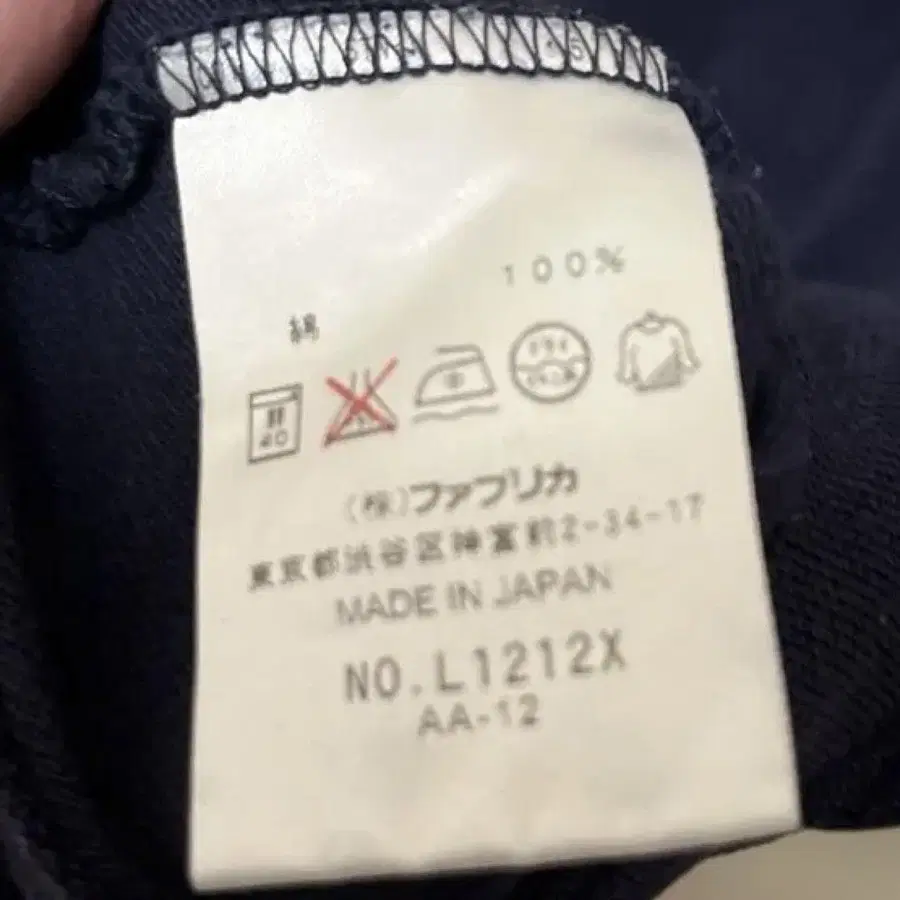 綿 100%
40
(株)ファブリカ
東京都渋谷区神宮前2-34-17
MADE IN JAPAN
NO.L1212X
AA-12